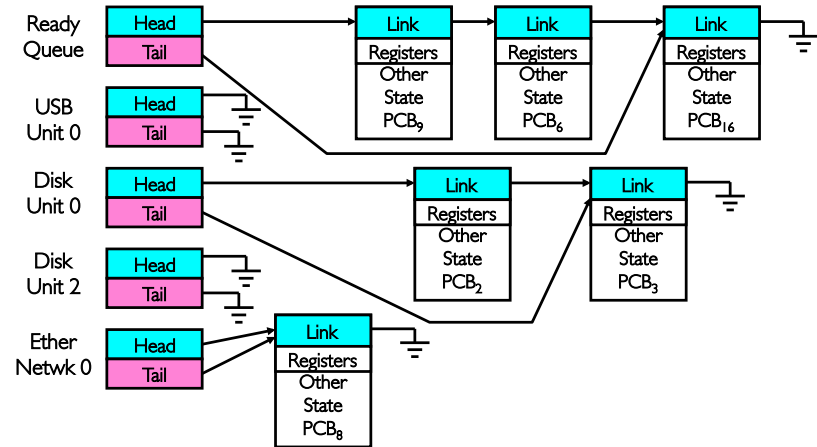 Ready
Queue
Head
Tail
Link
Registers
Other
State
PCB9
Link
Registers
Other
State
PCB6
Link
Registers
Other
State
PCB16
USB
Unit 0
Head
Tail
Disk
Unit 0
Head
Tail
Link
Registers
Other
State
PCB2
Link
Registers
Other
State
PCB3
Disk
Unit 2
Head
Tail
Ether
Netwk 0
Head
Tail
Link
Registers
Other
State
PCB8